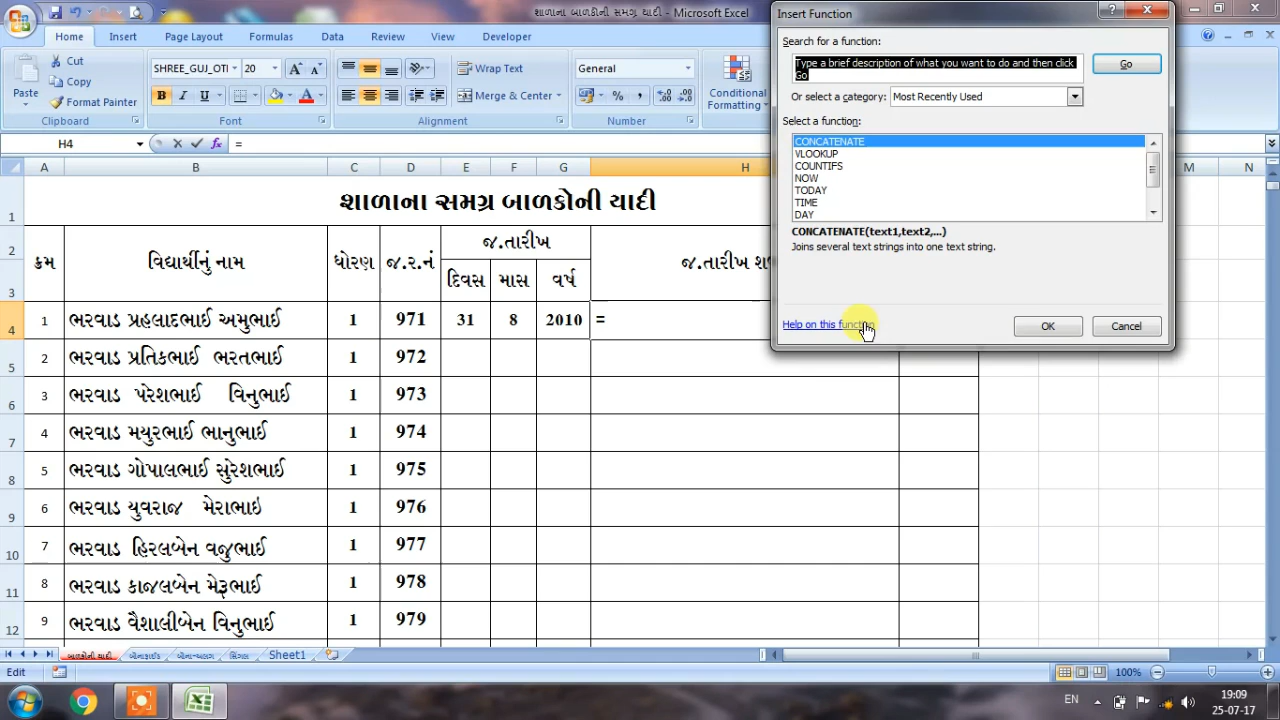 શાળાના બાળકોની સમગ્ર યાદી - Microsoft Excel
Home Insert Page Layout Formulas Data Review View Developer
Paste
Cut
Copy
Format Painter
SHREE_GUJ_OTI 20
B I U
Wrap Text
Merge & Center
General
Conditional
Formatting
Clipboard Font Alignment Number
H4 =
A B C D E F G H M N
1 શાળાના સમગ્ર બાળકોની યાદી
2 ક્રમ વિદ્યાર્થીનું નામ ધોરણ જ.ર.નં જ.તારીખ જ.તારીખ
3 દિવસ માસ વર્ષ
4 1 ભરવાડ પ્રહલાદભાઈ અમુભાઈ 1 971 31 8 2010 =
5 2 ભરવાડ પ્રતિકભાઈ ભરતભાઈ 1 972
6 3 ભરવાડ પરેશભાઈ વિનુભાઈ 1 973
7 4 ભરવાડ મયુરભાઈ ભાનુભાઈ 1 974
8 5 ભરવાડ ગોપાલભાઈ સુરેશભાઈ 1 975
9 6 ભરવાડ યુવરાજ મેરાભાઈ 1 976
10 7 ભરવાડ હિરલબેન વજુભાઈ 1 977
11 8 ભરવાડ કાજલબેન મેરૂભાઈ 1 978
12 9 ભરવાડ વૈશાલીબેન વિનુભાઈ 1 979
Insert Function
Search for a function:
Type a brief description of what you want to do and then click
Go
Go
Or select a category: Most Recently Used
Select a function:
CONCATENATE
VLOOKUP
COUNTIFS
NOW
TODAY
TIME
DAY
CONCATENATE(text1,text2,...)
Joins several text strings into one text string.
Help on this function
OK Cancel
બાળકોની યાદી Sheet1
Edit 100%
EN 19:09
25-07-17